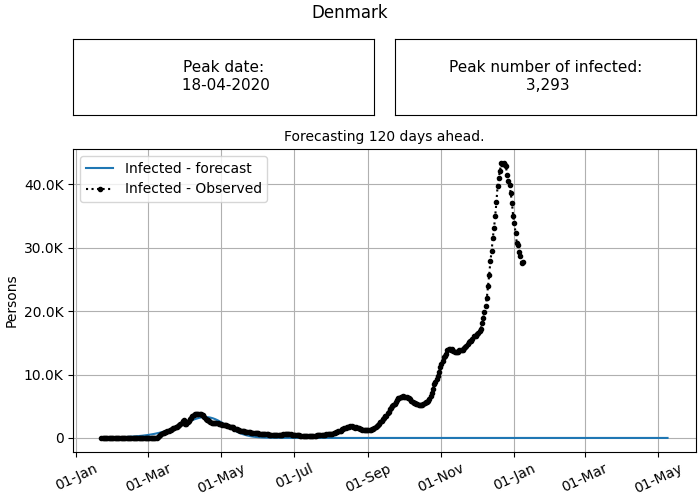 Denmark
Peak date:
18-04-2020
Peak number of infected:
3,293
Forecasting 120 days ahead.
Infected - forecast
Infected - Observed
Persons
40.0K
30.0K
20.0K
10.0K
0
01-Jan
01-Mar
01-May
01-Jul
01-Sep
01-Nov
01-Jan
01-Mar
01-May